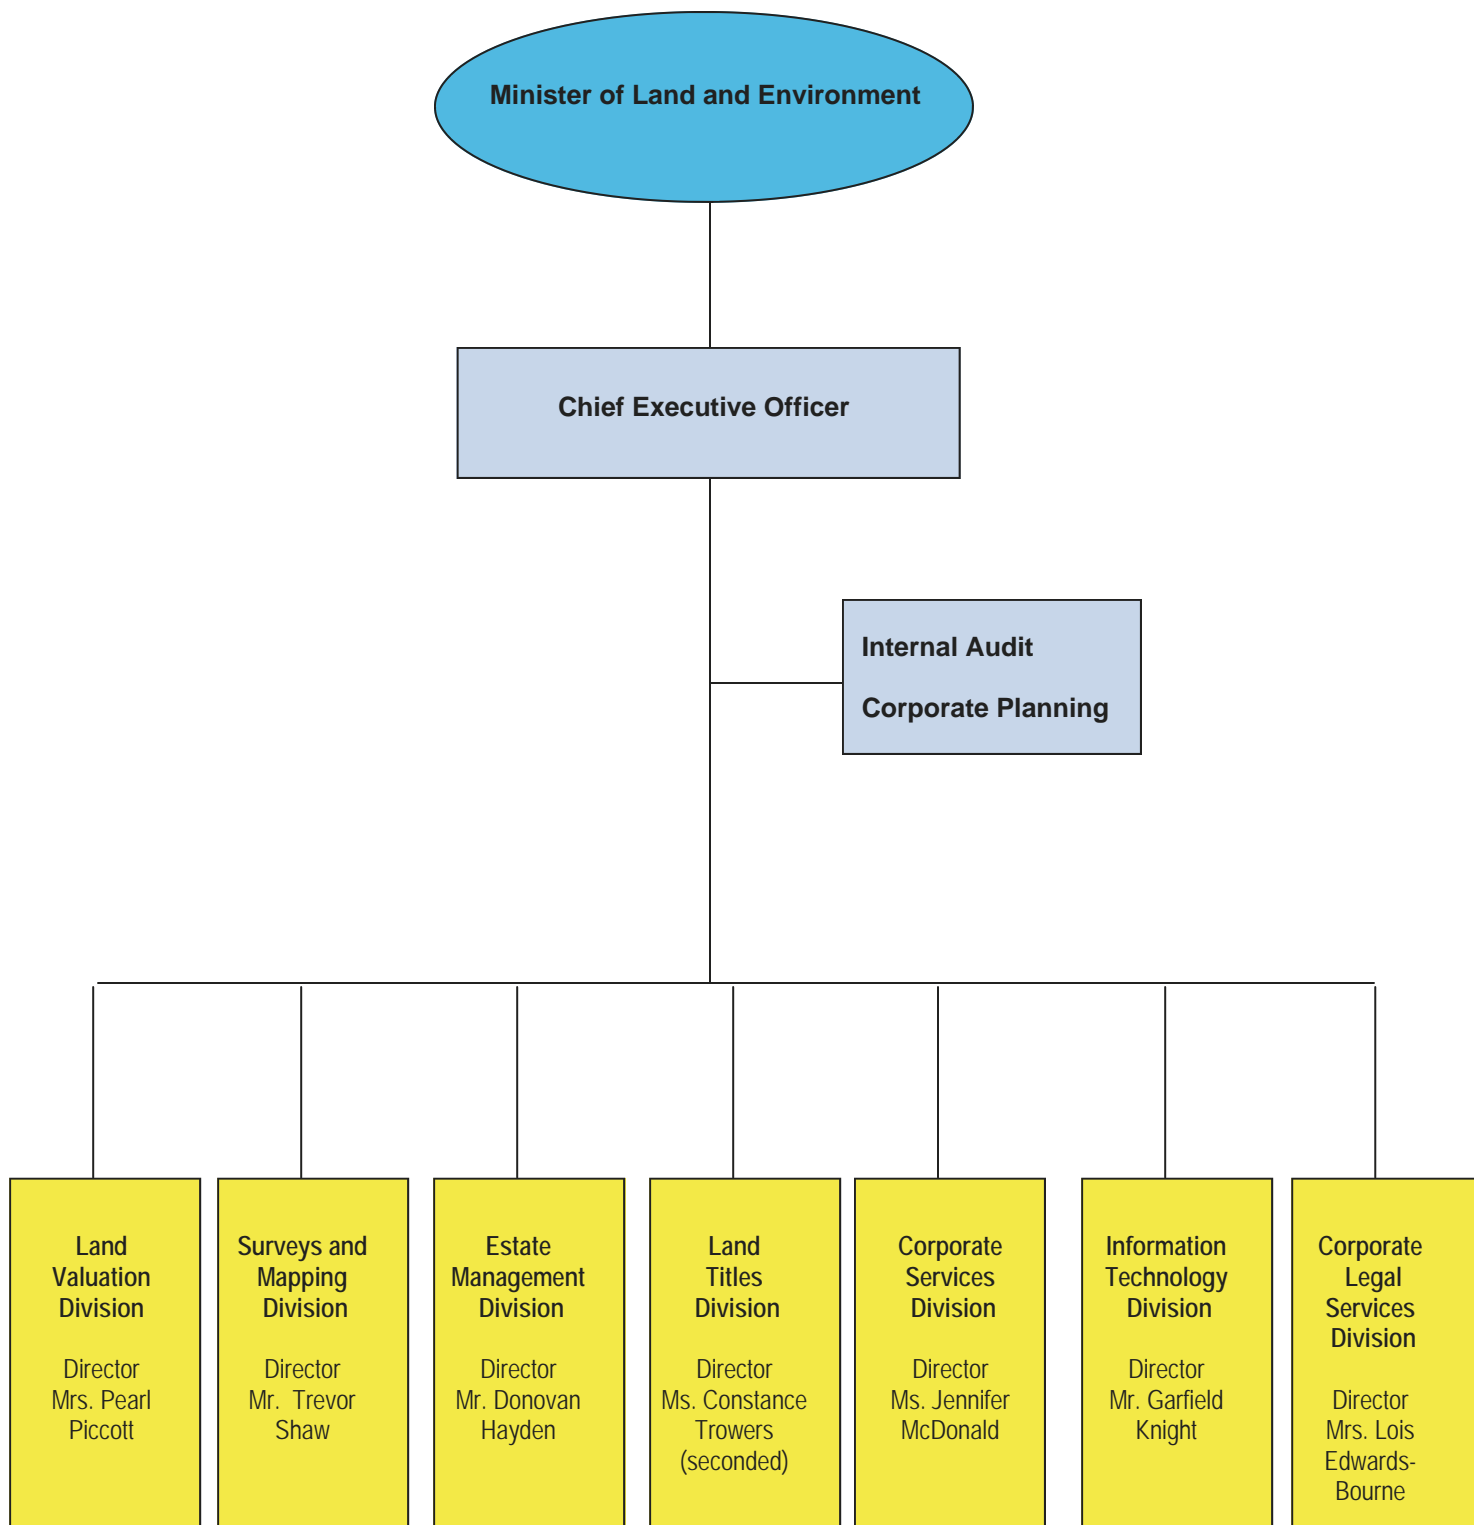 Minister of Land and Environment
Chief Executive Officer
Internal Audit
Corporate Planning
Land
Valuation
Division
Director
Mrs. Pearl
Piccott
Surveys and
Mapping
Division
Director
Mr. Trevor
Shaw
Estate
Management
Division
Director
Mr. Donovan
Hayden
Land
Titles
Division
Director
Ms. Constance
Trowers
(seconded)
Corporate
Services
Division
Director
Ms. Jennifer
McDonald
Information
Technology
Division
Director
Mr. Garfield
Knight
Corporate
Legal
Services
Division
Director
Mrs. Lois
Edwards-
Bourne